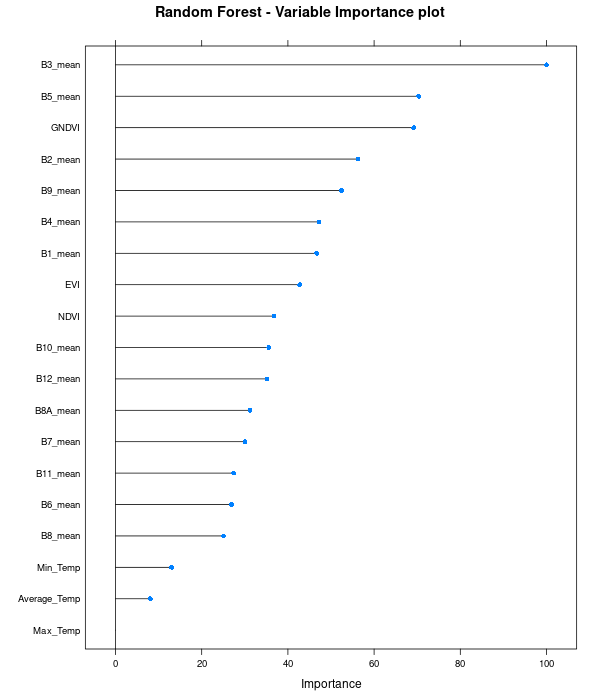 Random Forest - Variable Importance plot
B3_mean
B5_mean
GNDVI
B2_mean
B9_mean
B4_mean
B1_mean
EVI
NDVI
B10_mean
B12_mean
B8A_mean
B7_mean
B11_mean
B6_mean
B8_mean
Min_Temp
Average_Temp
Max_Temp
0 20 40 60 80 100
Importance